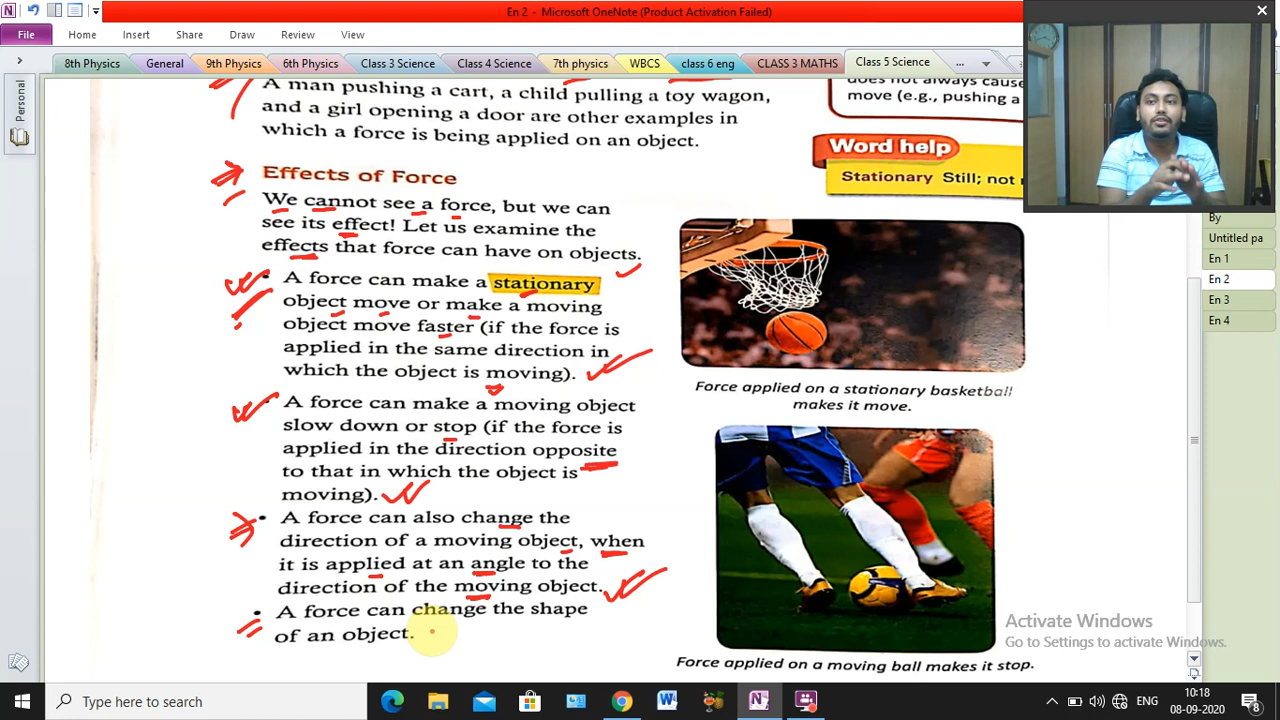 En 2 - Microsoft OneNote (Product Activation Failed)
File Home Insert Share Draw Review View
8th Physics General 9th Physics 6th Physics Class 3 Science Class 4 Science 7th physics WBCS class 6 eng CLASS 3 MATHS Class 5 Science ...
Personal
A man pushing a cart, a child pulling a toy wagon,
and a girl opening a door are other examples in
which a force is being applied on an object.
Effects of Force
We cannot see a force, but we can
see its effect! Let us examine the
effects that force can have on objects.
• A force can make a stationary
object move or make a moving
object move faster (if the force is
applied in the same direction in
which the object is moving).
• A force can make a moving object
slow down or stop (if the force is
applied in the direction opposite
to that in which the object is
moving).
• A force can also change the
direction of a moving object, when
it is applied at an angle to the
direction of the moving object.
• A force can change the shape
of an object.
does not always cause
move (e.g., pushing a
Word help
Stationary Still; not
Force applied on a stationary basketball
makes it move.
Force applied on a moving ball makes it stop.
By
Untitled pa
En 1
En 2
En 3
En 4
Activate Windows
Go to Settings to activate Windows.
Type here to search
ENG
10:18
08-09-2020
8